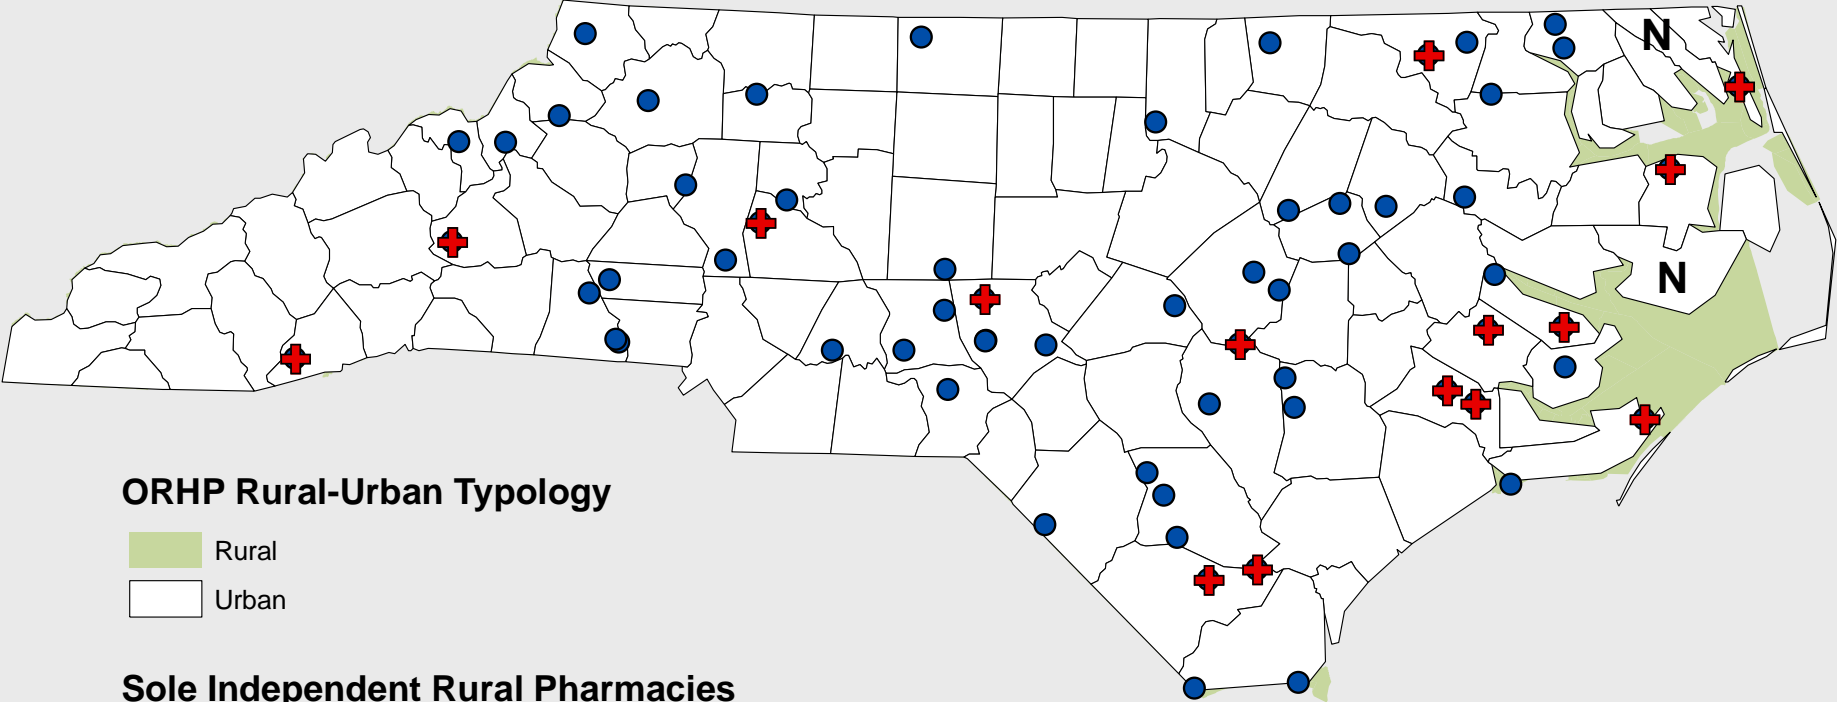 N
N
ORHP Rural-Urban Typology
Rural
Urban
Sole Independent Rural Pharmacies